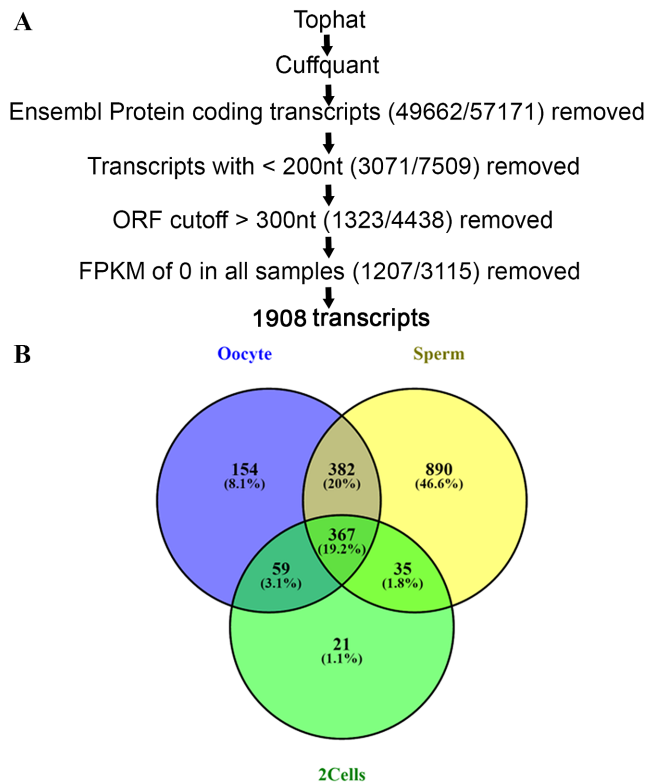 A
Tophat
Cuffquant
Ensembl Protein coding transcripts (49662/57171) removed
Transcripts with < 200nt (3071/7509) removed
ORF cutoff > 300nt (1323/4438) removed
FPKM of 0 in all samples (1207/3115) removed
1908 transcripts
B
Oocyte
Sperm
154
(8.1%)
382
(20%)
890
(46.6%)
367
(19.2%)
59
(3.1%)
35
(1.8%)
21
(1.1%)
2Cells